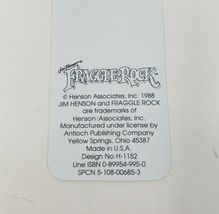 Jim Henson's
FRAGGLE ROCK
© Henson Associates, Inc. 1988
JIM HENSON and FRAGGLE ROCK
are trademarks of
Henson Associates, Inc.
Manufactured under license by
Antioch Publishing Company
Yellow Springs, Ohio 45387
Made in U.S.A.
Design No. H-1152
Line ISBN 0-89954-995-0
SPCN 5-108-00685-3